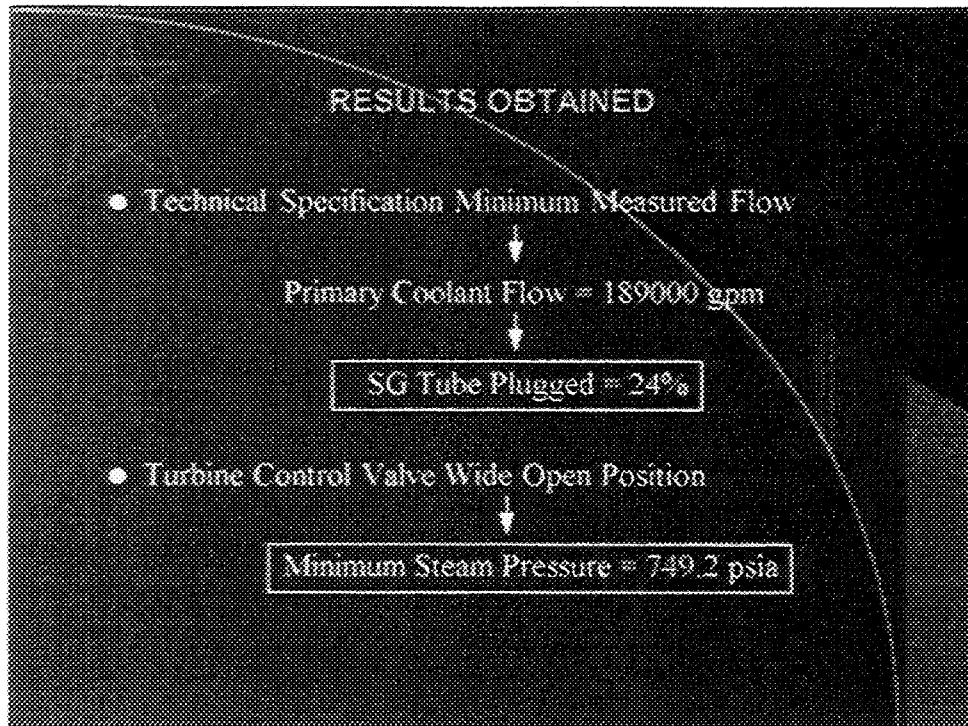 RESULTS OBTAINED
● Technical Specification Minimum Measured Flow
Primary Coolant Flow = 189000 gpm
SG Tube Plugged = 24%
● Turbine Control Valve Wide Open Position
Minimum Steam Pressure = 749.2 psia